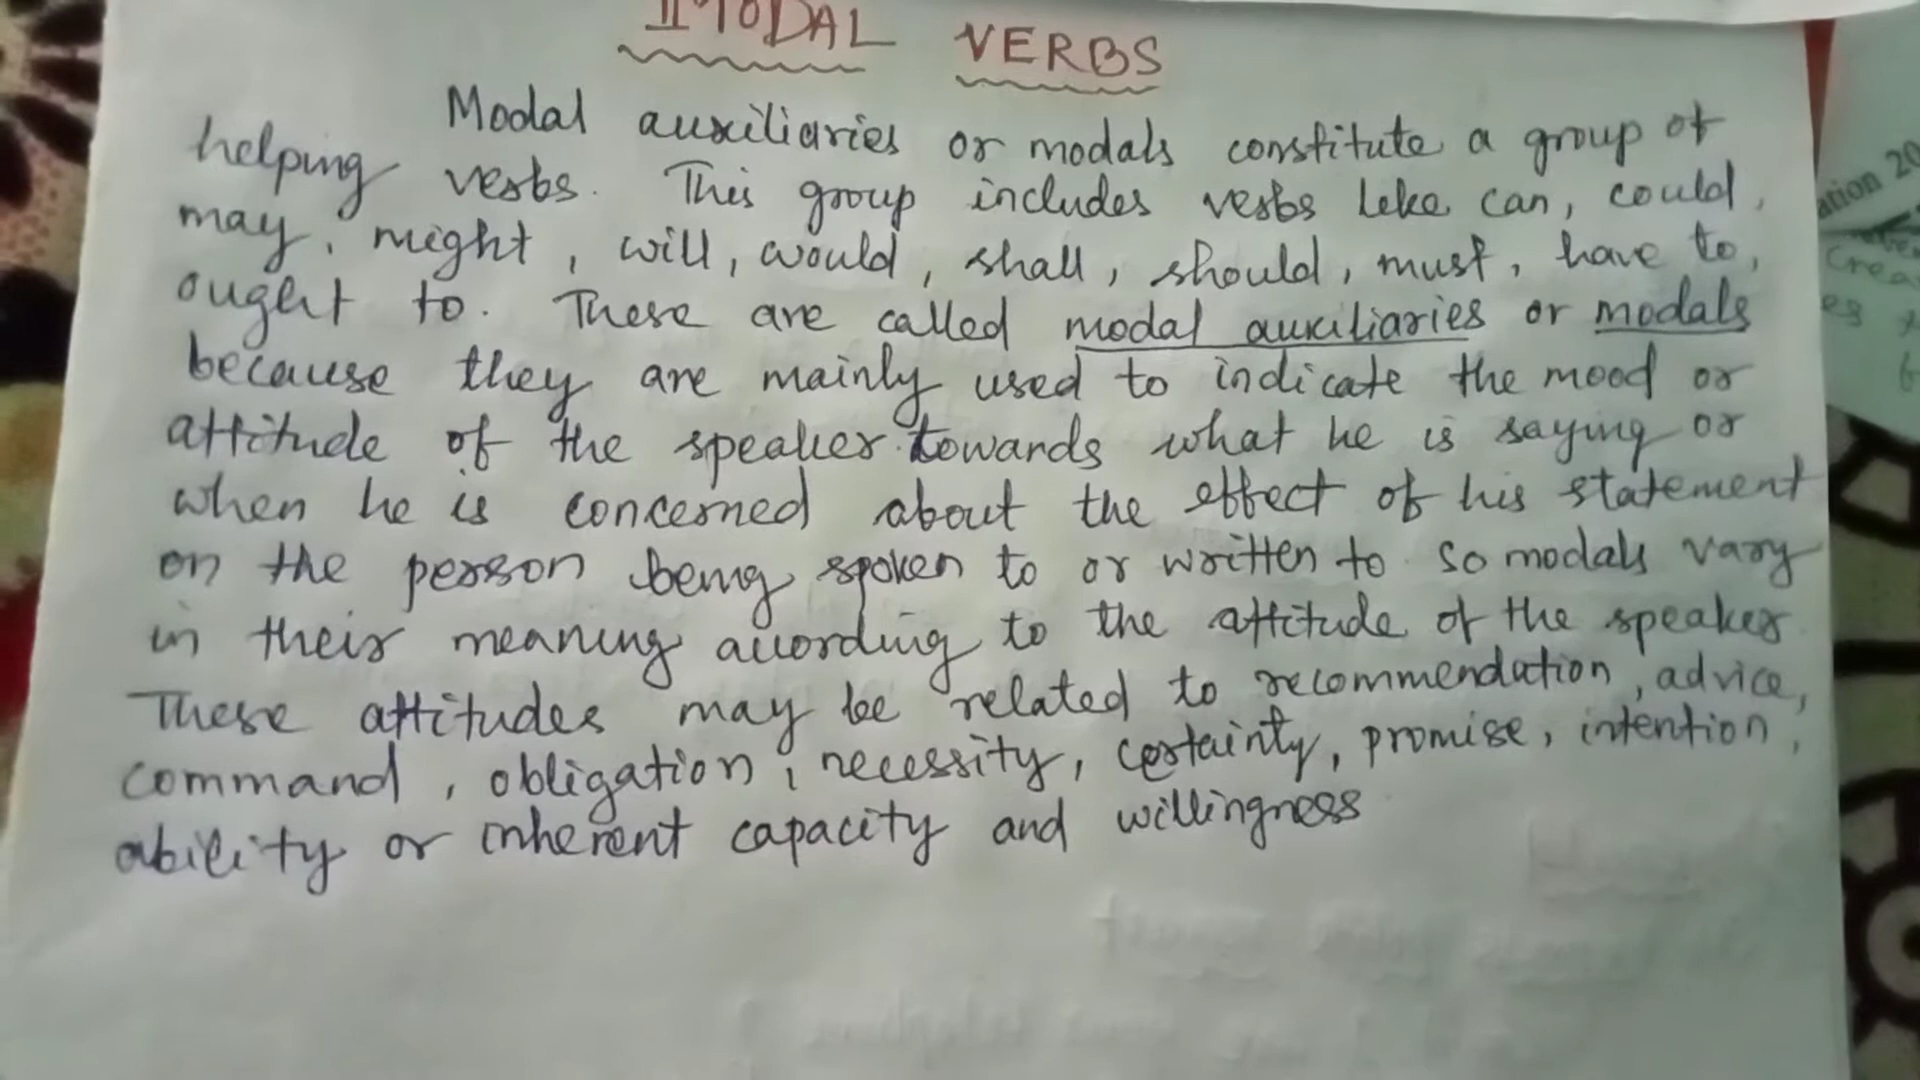 MODAL VERBS
Modal auxiliaries or modals constitute a group of
helping verbs. This group includes verbs like can, could,
may, might, will, would, shall, should, must, have to,
ought to. These are called modal auxiliaries or modals
because they are mainly used to indicate the mood or
attitude of the speaker towards what he is saying or
when he is concerned about the effect of his statement
on the person being spoken to or written to. So modals vary
in their meaning according to the attitude of the speaker.
These attitudes may be related to recommendation, advice,
command, obligation, necessity, certainty, promise, intention,
ability or inherent capacity and willingness
ation 20
Crea
es